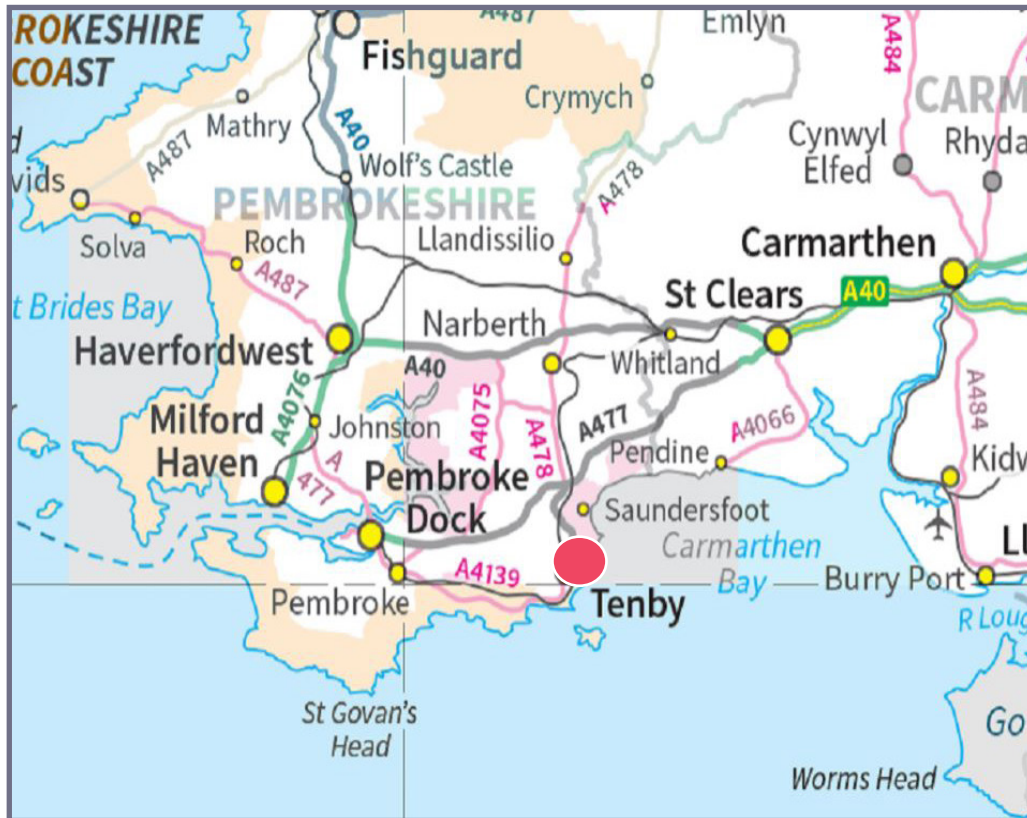 ROKESHIRE
COAST
A487
Emlyn
A484
Fishguard
Crymych
CARM
Mathry
A40
Cynwyl
Elfed
Rhyda
d
vids
A487
Wolf's Castle
A478
PEMBROKESHIRE
Solva
Roch
Llandissilio
Carmarthen
A487
St Clears
A40
t Brides Bay
Narberth
Haverfordwest
Whitland
A40
A4076
A4075
A478
A477
A4066
A484
Milford
Haven
Johnston
A
477
Pembroke
Dock
Pendine
Kidw
Saundersfoot
Carmarthen
Bay
A4139
Ll
Burry Port
Pembroke
Tenby
R Loug
St Govan's
Head
Go
Worms Head